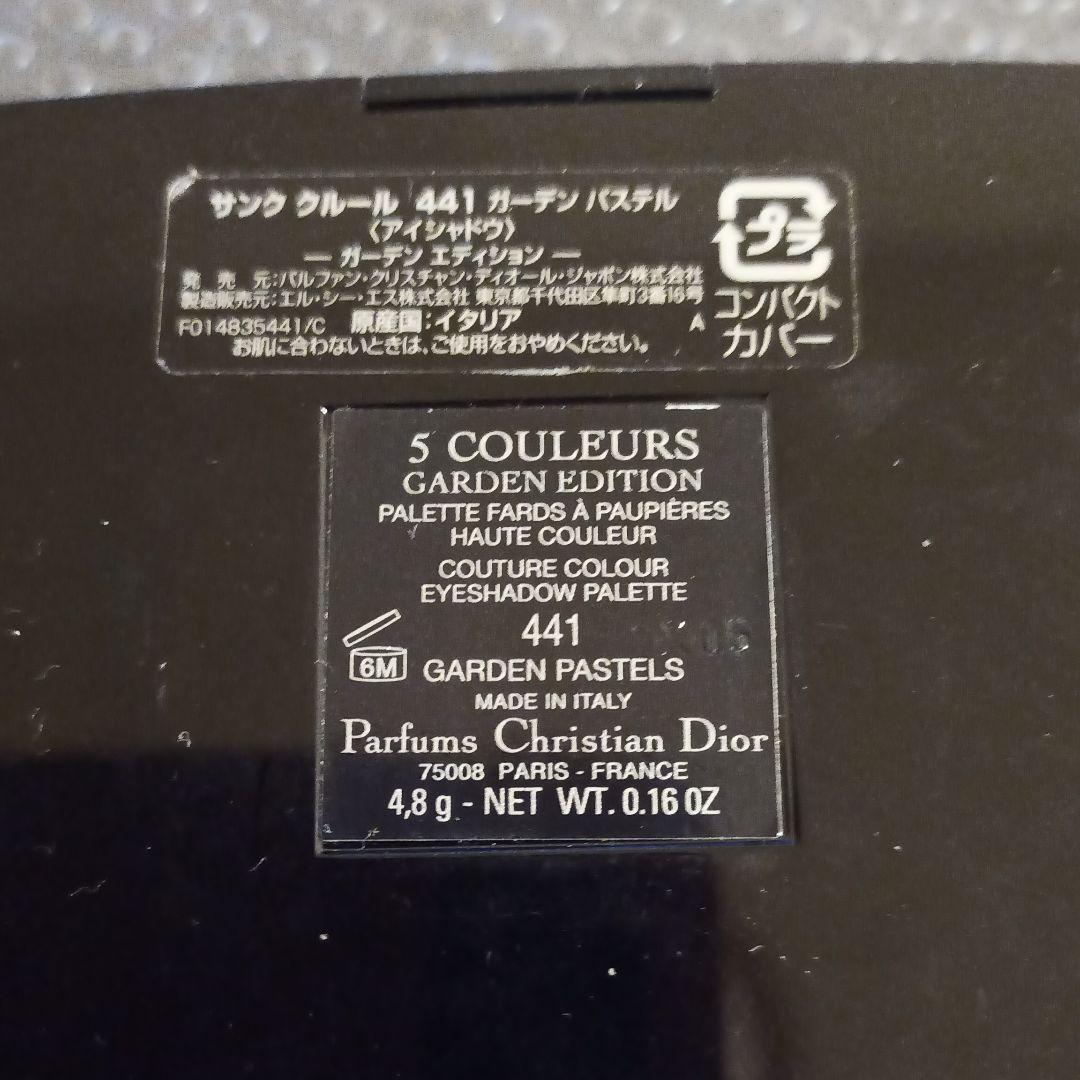 サンク クルール 441 ガーデン パステル
〈アイシャドウ〉
― ガーデン エディション ―
発 売 元:パルファン・クリスチャン・ディオール・ジャポン株式会社
製造販売元:エル・シー・エス株式会社 東京都千代田区隼町3番16号
F014835441/C 原産国:イタリア A
お肌に合わないときは、ご使用をおやめください。
プラ
コンパクト
カバー
5 COULEURS
GARDEN EDITION
PALETTE FARDS À PAUPIÈRES
HAUTE COULEUR
COUTURE COLOUR
EYESHADOW PALETTE
441
6M GARDEN PASTELS
MADE IN ITALY
Parfums Christian Dior
75008 PARIS - FRANCE
4,8 g - NET WT. 0.16 OZ